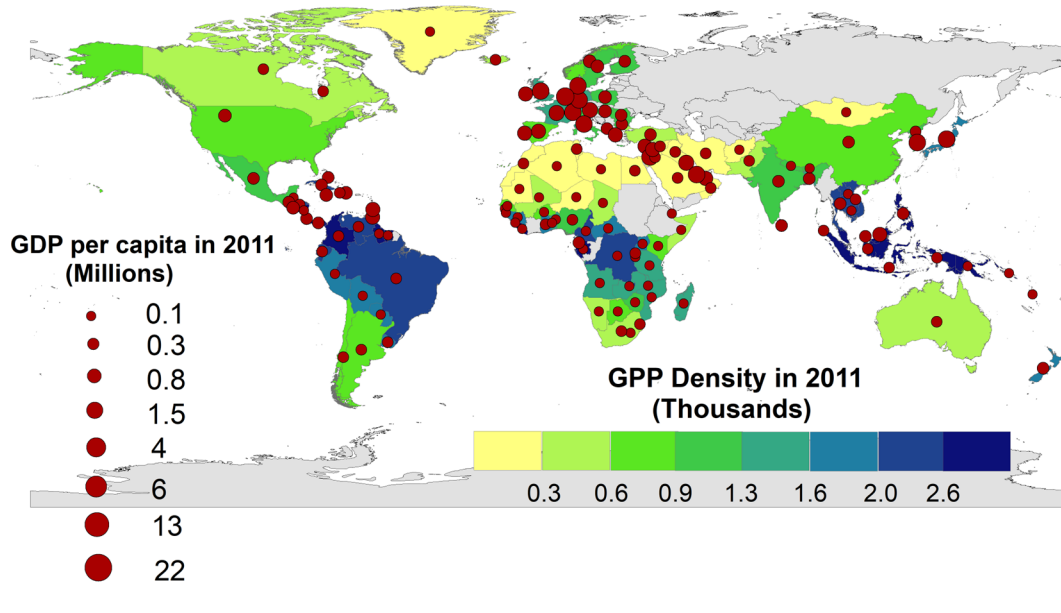 GDP per capita in 2011
(Millions)
0.1
0.3
0.8
1.5
4
6
13
22
GPP Density in 2011
(Thousands)
0.3 0.6 0.9 1.3 1.6 2.0 2.6